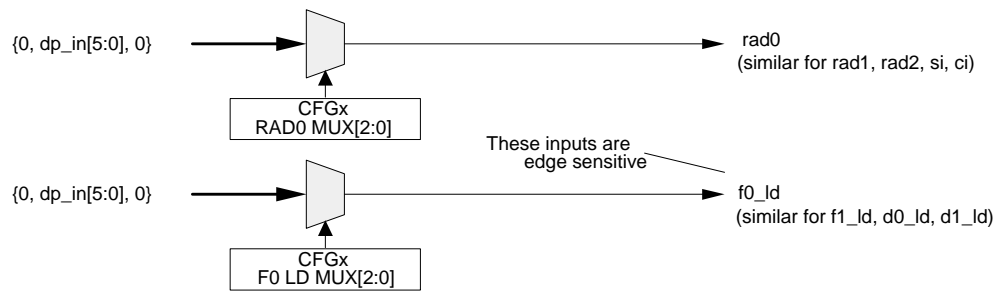 {0, dp_in[5:0], 0}
rad0
(similar for rad1, rad2, si, ci)
CFGx
RAD0 MUX[2:0]
These inputs are
edge sensitive
{0, dp_in[5:0], 0}
f0_ld
(similar for f1_ld, d0_ld, d1_ld)
CFGx
F0 LD MUX[2:0]